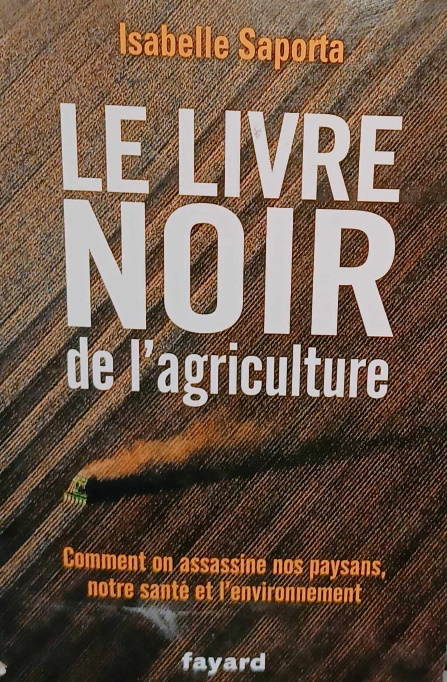 Isabelle Saporta
LE LIVRE
NOIR
de l'agriculture
Comment on assassine nos paysans,
notre santé et l'environnement
fayard